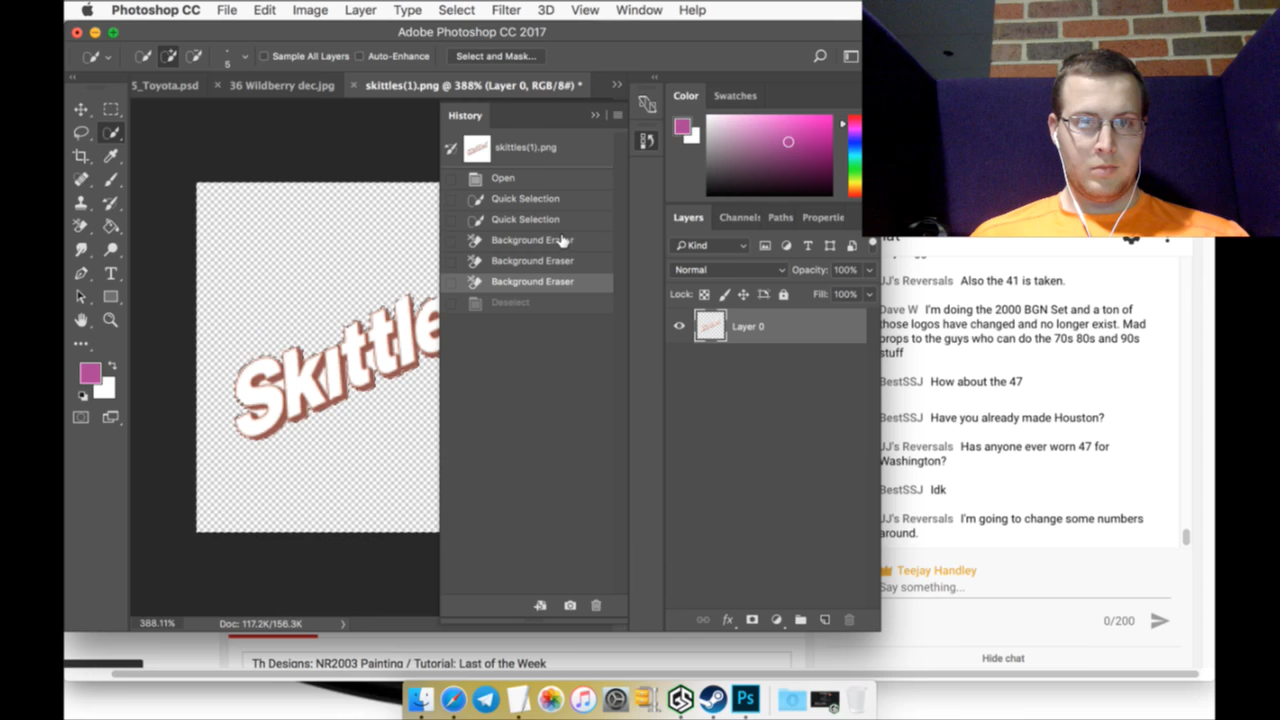 Photoshop CC File Edit Image Layer Type Select Filter 3D View Window Help
Adobe Photoshop CC 2017
5 Sample All Layers Auto-Enhance Select and Mask...
5_Toyota.psd 36 Wildberry dec.jpg skittles(1).png @ 388% (Layer 0, RGB/8#) *
History
skittles(1).png
Open
Quick Selection
Quick Selection
Background Eraser
Background Eraser
Background Eraser
Deselect
Skittle
Color Swatches
Layers Channel: Paths Propertie
Kind
Normal Opacity: 100%
Lock: Fill: 100%
Layer 0
fx
388.11% Doc: 117.2K/156.3K
Th Designs: NR2003 Painting / Tutorial: Last of the Week
JJ's Reversals Also the 41 is taken.
Dave W I'm doing the 2000 BGN Set and a ton of
those logos have changed and no longer exist. Mad
props to the guys who can do the 70s 80s and 90s
stuff
BestSSJ How about the 47
BestSSJ Have you already made Houston?
JJ's Reversals Has anyone ever worn 47 for
Washington?
BestSSJ Idk
JJ's Reversals I'm going to change some numbers
around.
Teejay Handley
Say something...
0/200
Hide chat
Ps